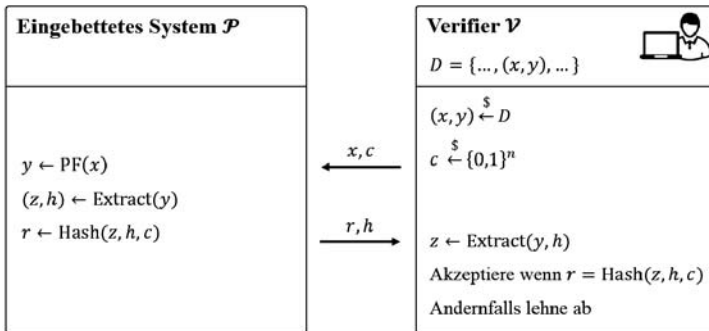 Eingebettetes System 𝒫
y ← PF(x)
(z, h) ← Extract(y)
r ← Hash(z, h, c)
x, c
r, h
Verifier 𝒱
D = {…, (x, y), …}
(x, y) $← D
c $← {0,1}ⁿ
z ← Extract(y, h)
Akzeptiere wenn r = Hash(z, h, c)
Andernfalls lehne ab